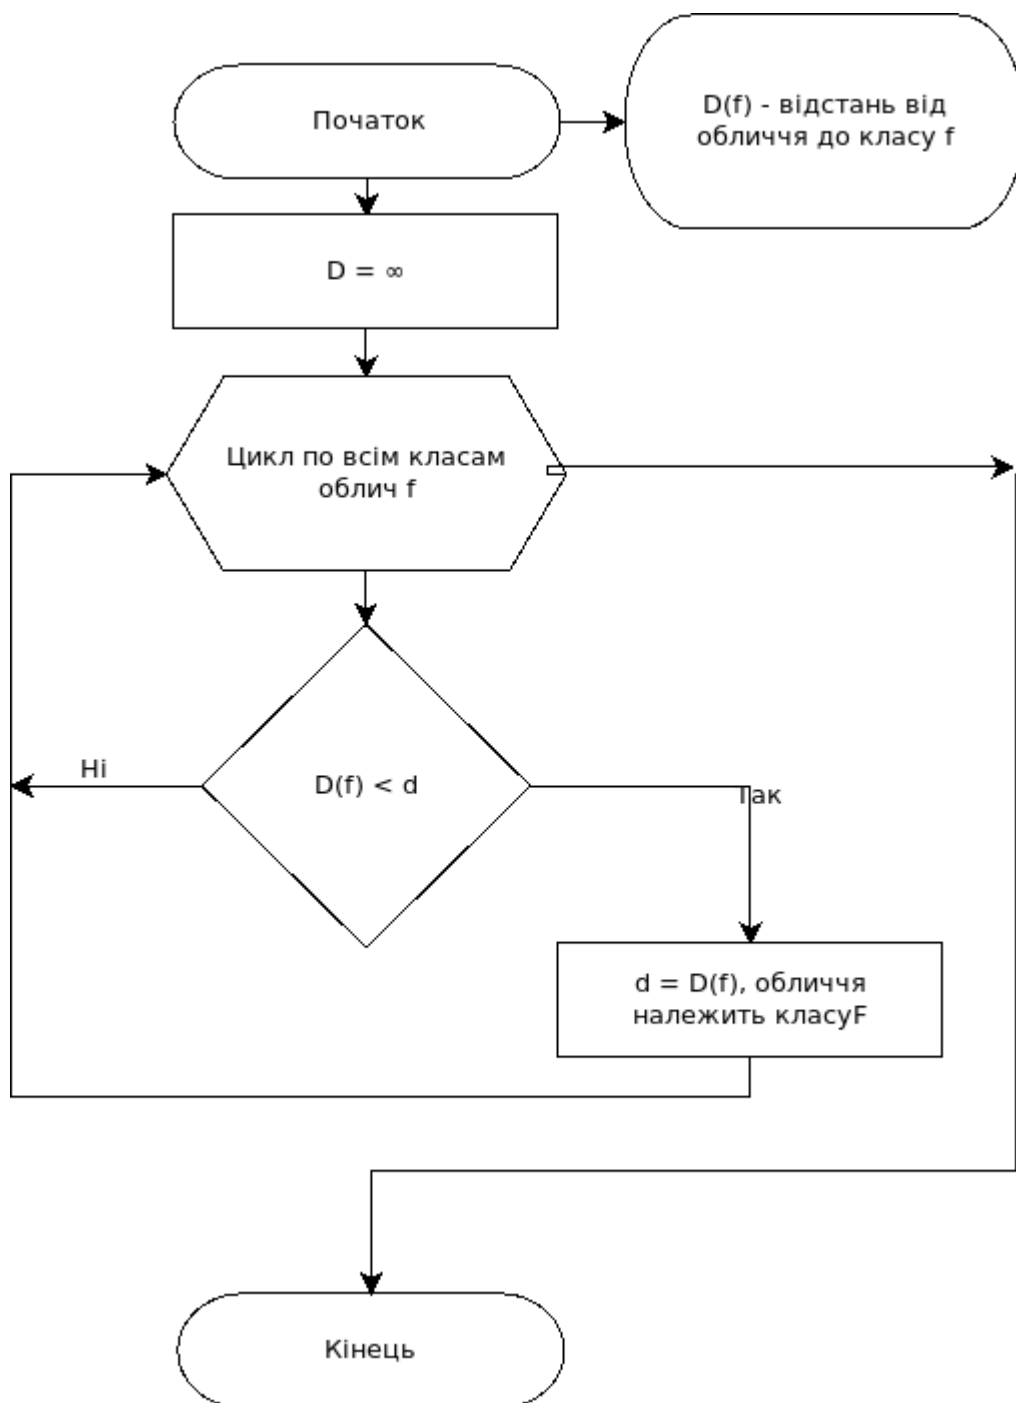 Початок
D(f) - відстань від
обличчя до класу f
D = ∞
Цикл по всім класам
облич f
Ні
D(f) < d
Так
d = D(f), обличчя
належить класуF
Кінець